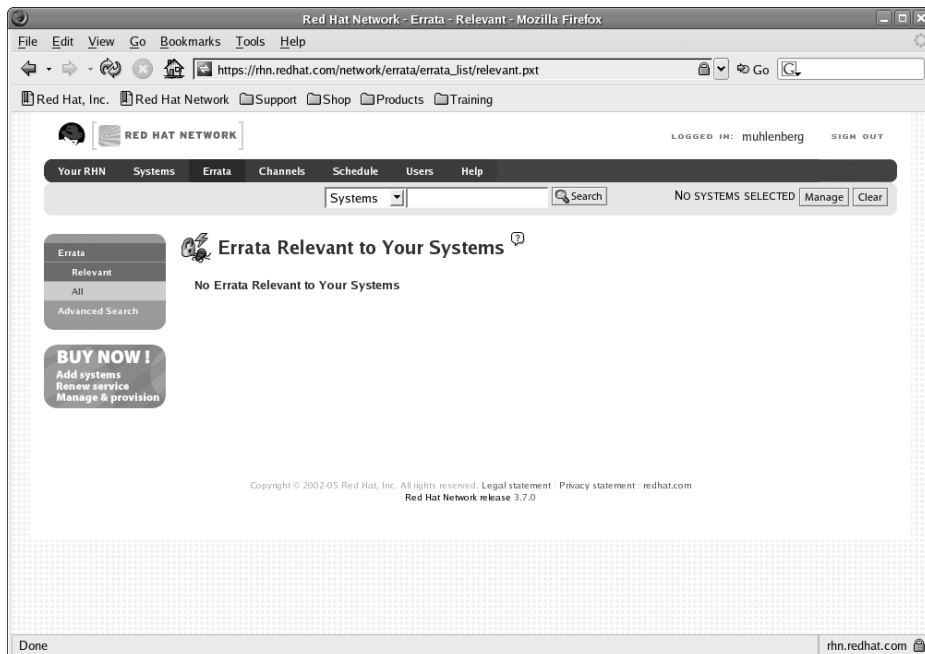 Red Hat Network - Errata - Relevant - Mozilla Firefox
File Edit View Go Bookmarks Tools Help
https://rhn.redhat.com/network/errata/errata_list/relevant.pxt Go G
Red Hat, Inc. Red Hat Network Support Shop Products Training
RED HAT NETWORK LOGGED IN: muhlenberg SIGN OUT
Your RHN Systems Errata Channels Schedule Users Help
Systems Search NO SYSTEMS SELECTED Manage Clear
Errata
Relevant
All
Advanced Search
Errata Relevant to Your Systems ?
No Errata Relevant to Your Systems
BUY NOW !
Add systems
Renew service
Manage & provision
Copyright © 2002-05 Red Hat, Inc. All rights reserved. Legal statement : Privacy statement : redhat.com
Red Hat Network release 3.7.0
Done rhn.redhat.com